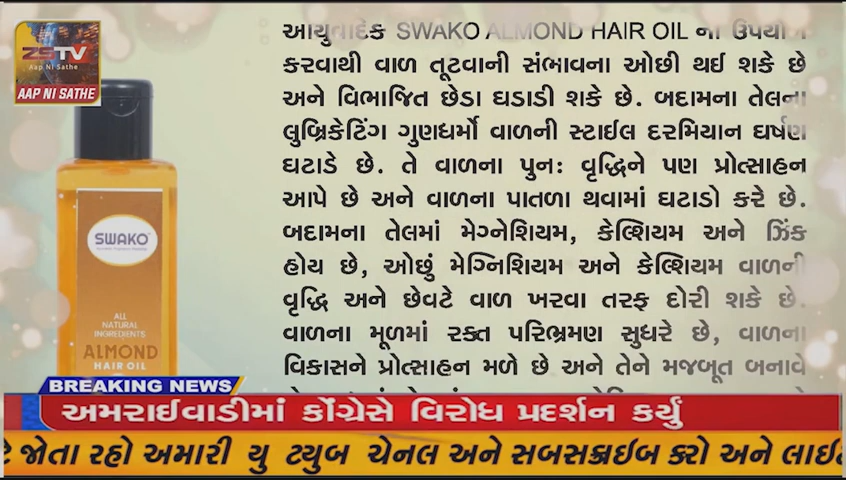 ZSTV
Aap Ni Sathe
AAP NI SATHE
આયુર્વેદિક SWAKO ALMOND HAIR OIL ના ઉપયોગ
કરવાથી વાળ તૂટવાની સંભાવના ઓછી થઈ શકે છે
અને વિભાજિત છેડા ઘડાડી શકે છે. બદામના તેલના
લુબ્રિકેટિંગ ગુણધર્મો વાળની સ્ટાઈલ દરમિયાન ઘર્ષણ
ઘટાડે છે. તે વાળના પુનઃ વૃદ્ધિને પણ પ્રોત્સાહન
આપે છે અને વાળના પાતળા થવામાં ઘટાડો કરે છે.
બદામના તેલમાં મેગ્નેશિયમ, કેલ્શિયમ અને ઝિંક
હોય છે, ઓછું મેગ્નિશિયમ અને કેલ્શિયમ વાળની
વૃદ્ધિ અને છેવટે વાળ ખરવા તરફ દોરી શકે છે.
વાળના મૂળમાં રક્ત પરિભ્રમણ સુધરે છે, વાળના
વિકાસને પ્રોત્સાહન મળે છે અને તેને મજબૂત બનાવે
SWAKO
ALL
NATURAL
INGREDIENTS
ALMOND
HAIR OIL
BREAKING NEWS
અમરાઈવાડીમાં કોંગ્રેસે વિરોધ પ્રદર્શન કર્યું
જોતા રહો અમારી યુ ટ્યુબ ચેનલ અને સબસક્રાઇબ કરો અને લાઈ